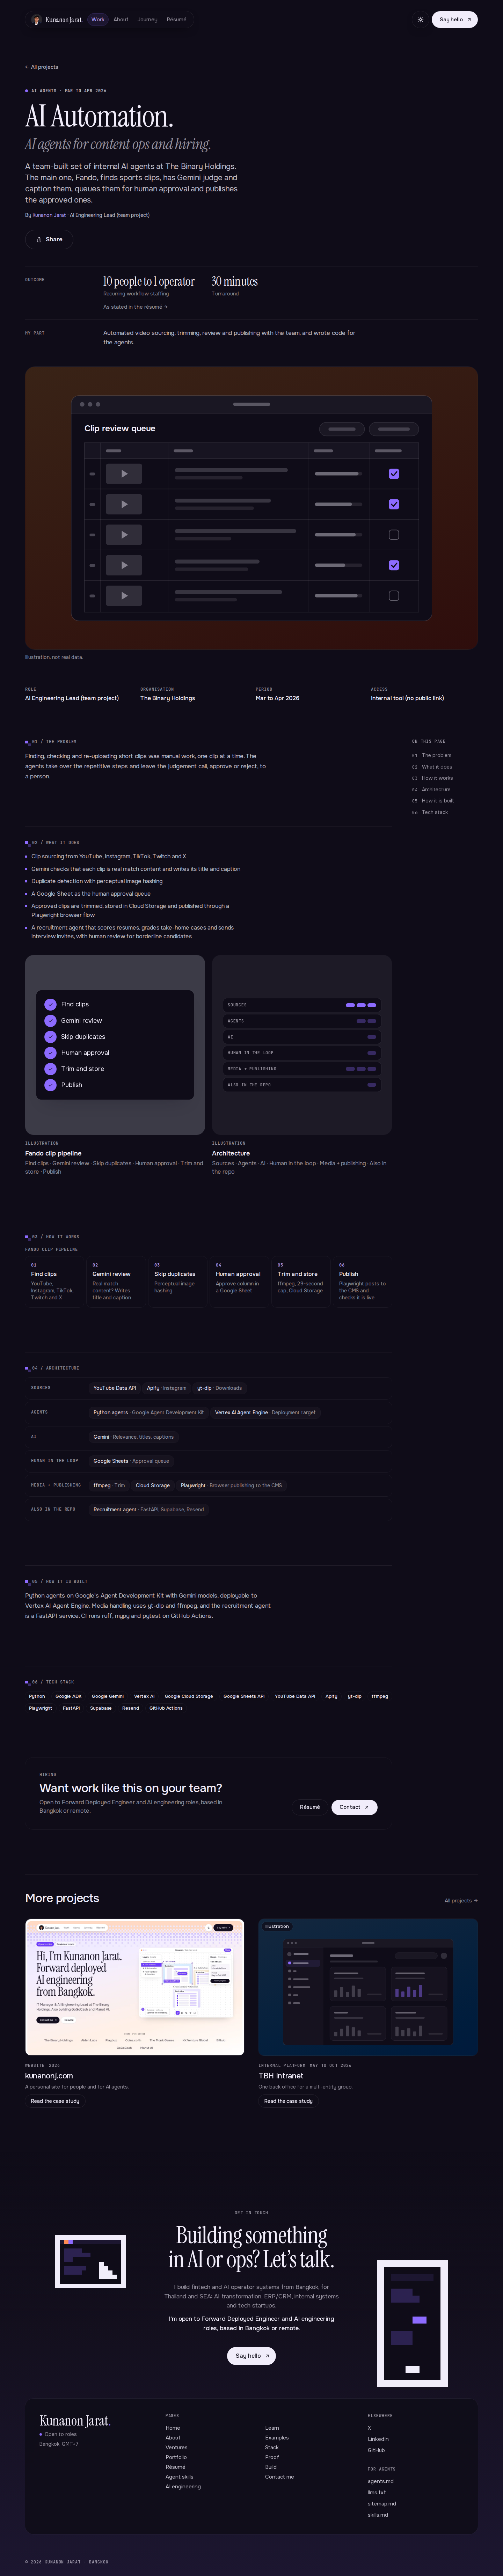 Kunanon Jarat
Work
About
Journey
Résumé
Say hello ↗
← All projects
AI AGENTS · MAR TO APR 2026
AI Automation.
AI agents for content ops and hiring.
A team-built set of internal AI agents at The Binary Holdings.
The main one, Fando, finds sports clips, has Gemini judge and
caption them, queues them for human approval and publishes
the approved ones.
By Kunanon Jarat · AI Engineering Lead (team project)
Share
OUTCOME
10 people to 1 operator
Recurring workflow staffing
30 minutes
Turnaround
As stated in the résumé →
MY PART
Automated video sourcing, trimming, review and publishing with the team, and wrote code for
the agents.
Clip review queue
Illustration, not real data.
ROLE
AI Engineering Lead (team project)
ORGANISATION
The Binary Holdings
PERIOD
Mar to Apr 2026
ACCESS
Internal tool (no public link)
01 / THE PROBLEM
Finding, checking and re-uploading short clips was manual work, one clip at a time. The
agents take over the repetitive steps and leave the judgement call, approve or reject, to
a person.
ON THIS PAGE
01 The problem
02 What it does
03 How it works
04 Architecture
05 How it is built
06 Tech stack
02 / WHAT IT DOES
Clip sourcing from YouTube, Instagram, TikTok, Twitch and X
Gemini checks that each clip is real match content and writes its title and caption
Duplicate detection with perceptual image hashing
A Google Sheet as the human approval queue
Approved clips are trimmed, stored in Cloud Storage and published through a
Playwright browser flow
A recruitment agent that scores resumes, grades take-home cases and sends
interview invites, with human review for borderline candidates
Find clips
Gemini review
Skip duplicates
Human approval
Trim and store
Publish
SOURCES
AGENTS
AI
HUMAN IN THE LOOP
MEDIA + PUBLISHING
ALSO IN THE REPO
ILLUSTRATION
Fando clip pipeline
Find clips · Gemini review · Skip duplicates · Human approval · Trim and
store · Publish
ILLUSTRATION
Architecture
Sources · Agents · AI · Human in the loop · Media + publishing · Also in
the repo
03 / HOW IT WORKS
FANDO CLIP PIPELINE
01
Find clips
YouTube,
Instagram, TikTok,
Twitch and X
02
Gemini review
Real match
content? Writes
title and caption
03
Skip duplicates
Perceptual image
hashing
04
Human approval
Approve column in
a Google Sheet
05
Trim and store
ffmpeg, 29-second
cap, Cloud Storage
06
Publish
Playwright posts to
the CMS and
checks it is live
04 / ARCHITECTURE
SOURCES
YouTube Data API
Apify · Instagram
yt-dlp · Downloads
AGENTS
Python agents · Google Agent Development Kit
Vertex AI Agent Engine · Deployment target
AI
Gemini · Relevance, titles, captions
HUMAN IN THE LOOP
Google Sheets · Approval queue
MEDIA + PUBLISHING
ffmpeg · Trim
Cloud Storage
Playwright · Browser publishing to the CMS
ALSO IN THE REPO
Recruitment agent · FastAPI, Supabase, Resend
05 / HOW IT IS BUILT
Python agents on Google's Agent Development Kit with Gemini models, deployable to
Vertex AI Agent Engine. Media handling uses yt-dlp and ffmpeg, and the recruitment agent
is a FastAPI service. CI runs ruff, mypy and pytest on GitHub Actions.
06 / TECH STACK
Python
Google ADK
Google Gemini
Vertex AI
Google Cloud Storage
Google Sheets API
YouTube Data API
Apify
yt-dlp
ffmpeg
Playwright
FastAPI
Supabase
Resend
GitHub Actions
HIRING
Want work like this on your team?
Open to Forward Deployed Engineer and AI engineering roles, based in
Bangkok or remote.
Résumé
Contact ↗
More projects
All projects →
Hi, I'm Kunanon Jarat.
Forward deployed
AI engineering
from Bangkok.
Illustration
WEBSITE 2026
kunanonj.com
A personal site for people and for AI agents.
Read the case study
INTERNAL PLATFORM MAY TO OCT 2026
TBH Intranet
One back office for a multi-entity group.
Read the case study
GET IN TOUCH
Building something
in AI or ops? Let's talk.
I build fintech and AI operator systems from Bangkok, for
Thailand and SEA: AI transformation, ERP/CRM, internal systems
and tech startups.
I'm open to Forward Deployed Engineer and AI engineering
roles, based in Bangkok or remote.
Say hello ↗
Kunanon Jarat.
Open to roles
Bangkok, GMT+7
PAGES
Home
About
Ventures
Portfolio
Résumé
Agent skills
AI engineering
Learn
Examples
Stack
Proof
Build
Contact me
ELSEWHERE
X
LinkedIn
GitHub
FOR AGENTS
agents.md
llms.txt
sitemap.md
skills.md
© 2026 KUNANON JARAT · BANGKOK